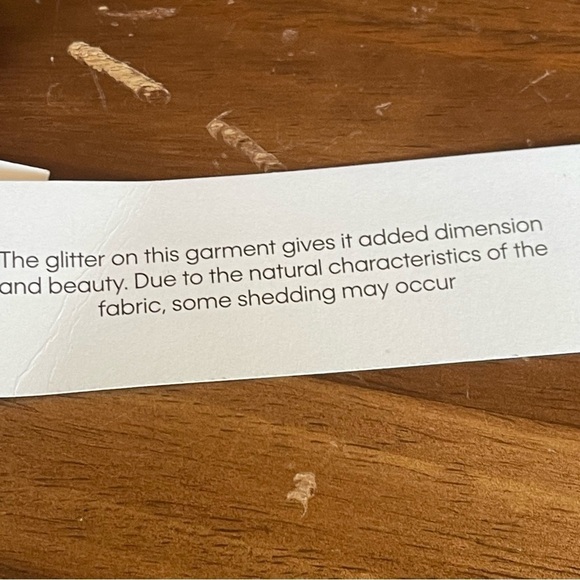 The glitter on this garment gives it added dimension
and beauty. Due to the natural characteristics of the
fabric, some shedding may occur